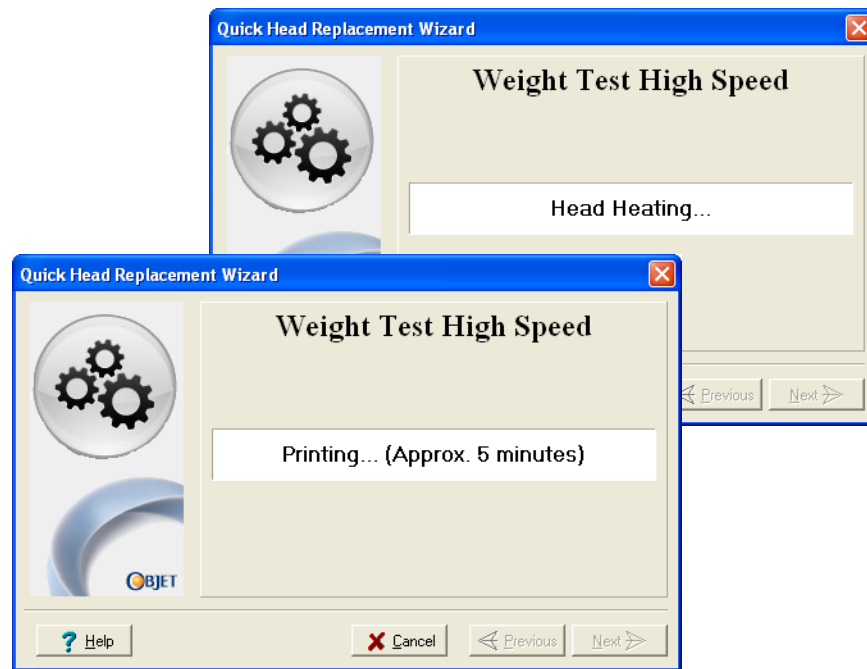 Quick Head Replacement Wizard
Weight Test High Speed
Head Heating...
Previous
Next
Quick Head Replacement Wizard
Weight Test High Speed
Printing... (Approx. 5 minutes)
OBJET
? Help
Cancel
Previous
Next